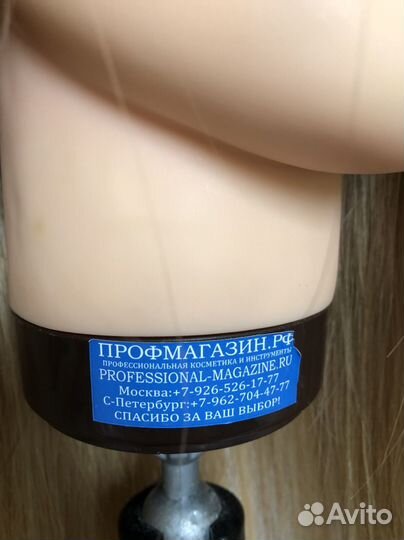 ПРОФМАГАЗИН.РФ
ПРОФЕССИОНАЛЬНАЯ КОСМЕТИКА И ИНСТРУМЕНТЫ
PROFESSIONAL-MAGAZINE.RU
Москва:+7-926-526-17-77
С-Петербург:+7-962-704-47-77
СПАСИБО ЗА ВАШ ВЫБОР!
Avito